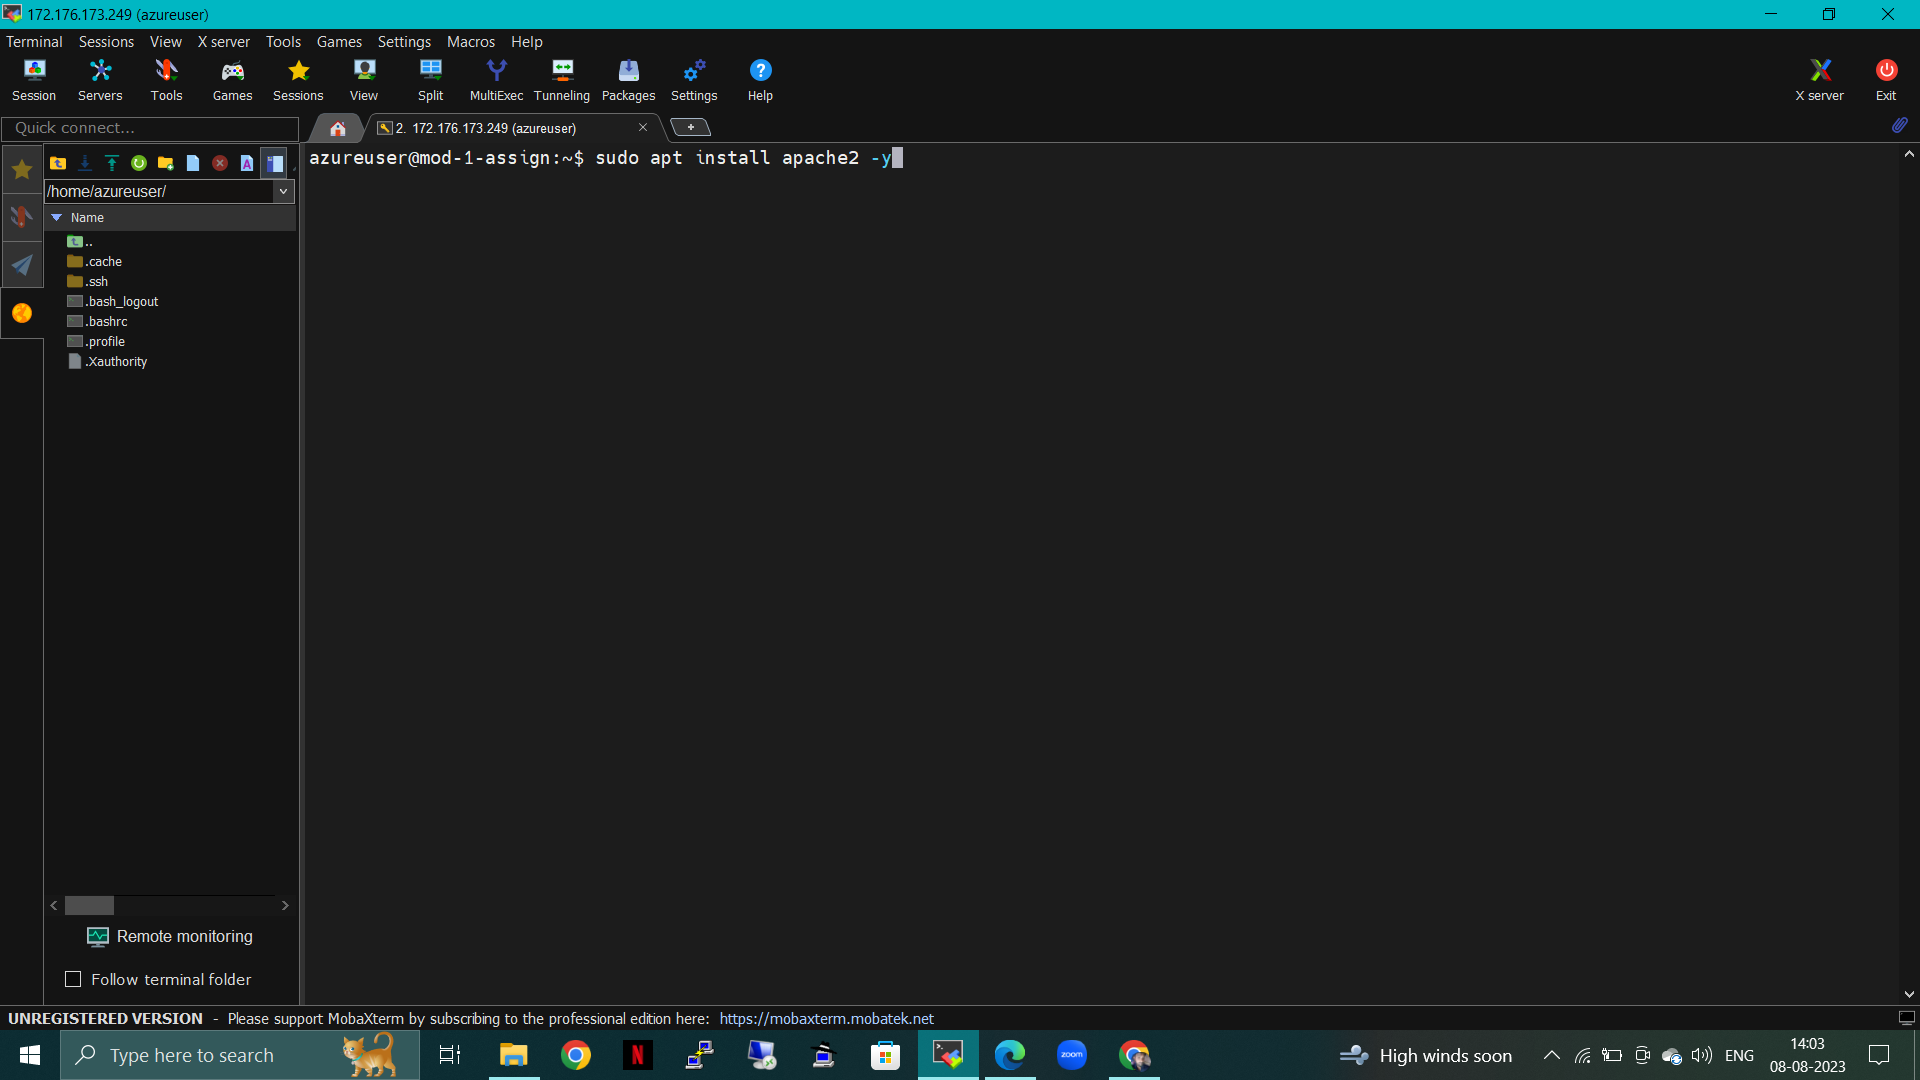 172.176.173.249 (azureuser)
Terminal Sessions View X server Tools Games Settings Macros Help
Session Servers Tools Games Sessions View Split MultiExec Tunneling Packages Settings Help X server Exit
Quick connect...
2. 172.176.173.249 (azureuser)
azureuser@mod-1-assign:~$ sudo apt install apache2 -y
/home/azureuser/
Name
..
.cache
.ssh
.bash_logout
.bashrc
.profile
.Xauthority
Remote monitoring
Follow terminal folder
UNREGISTERED VERSION - Please support MobaXterm by subscribing to the professional edition here: https://mobaxterm.mobatek.net
Type here to search
zoom
High winds soon
ENG
14:03
08-08-2023